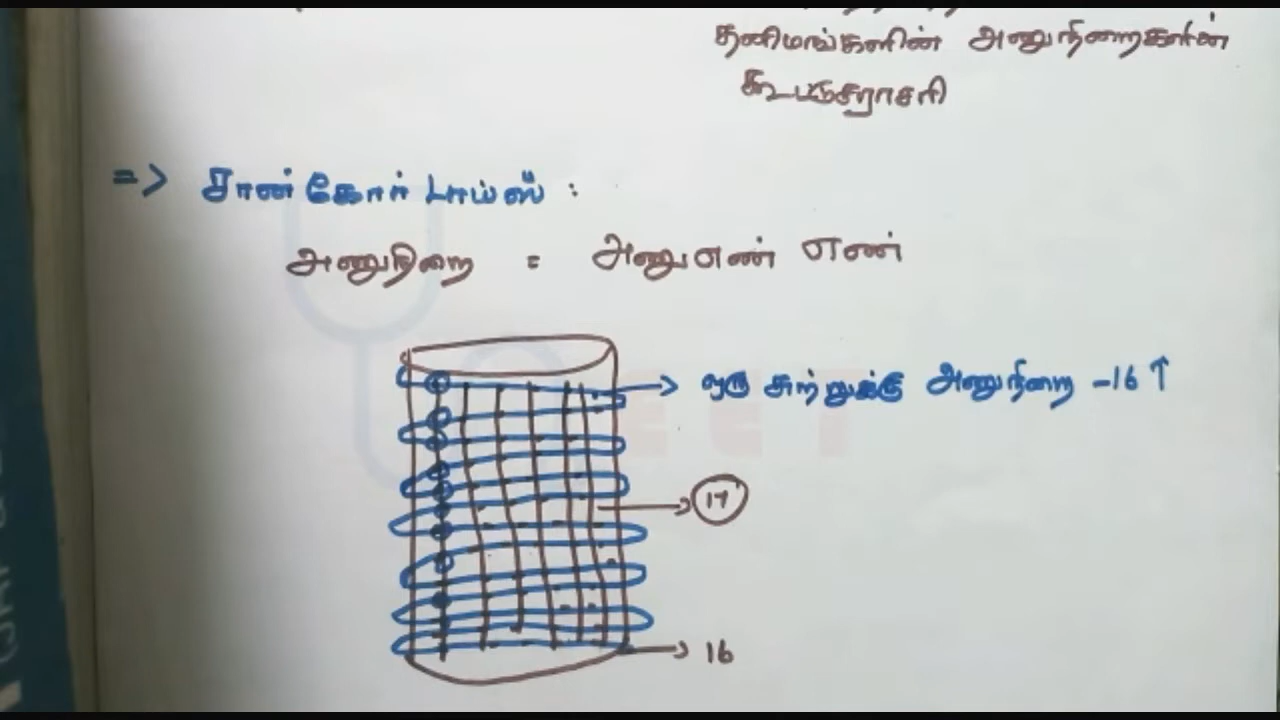 தனிமங்களின் அணுநிறைகளின்
கூட்டுசராசரி
=> சான்கோர்டாய்ஸ் :
அணுநிறை = அணுஎண் எண்
ஒரு சுற்றுக்கு அணுநிறை - 16 ↑
17
16